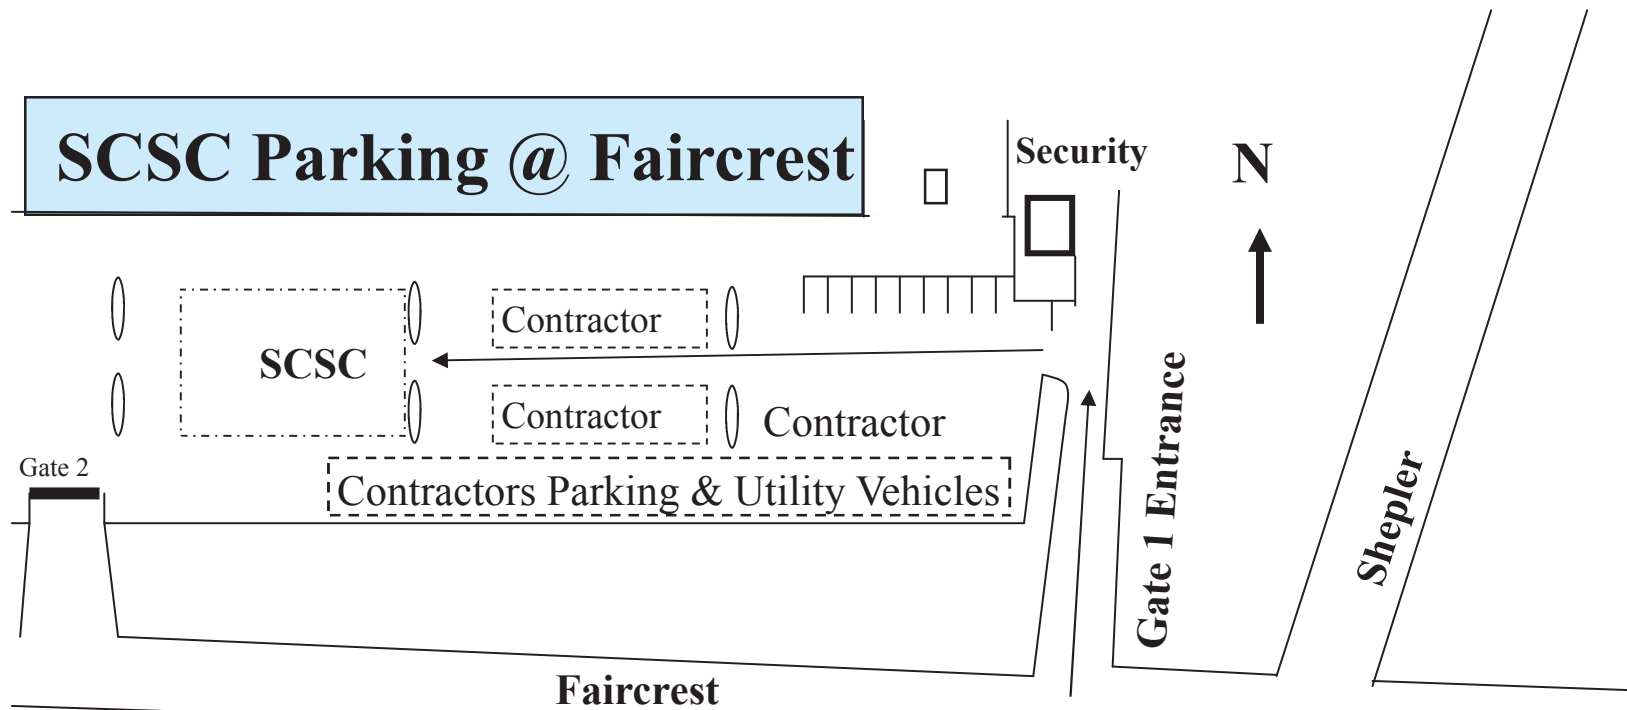 SCSC Parking @ Faircrest
Security
N
Contractor
SCSC
Contractor
Contractor
Gate 2
Contractors Parking & Utility Vehicles
Gate 1 Entrance
Shepler
Faircrest